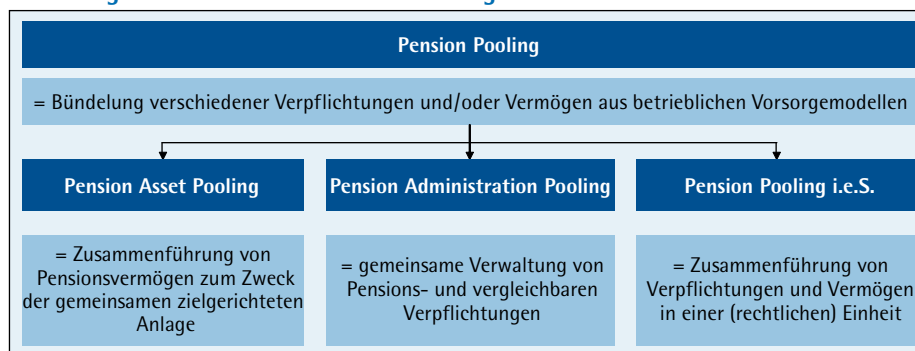 Pension Pooling
= Bündelung verschiedener Verpflichtungen und/oder Vermögen aus betrieblichen Vorsorgemodellen
Pension Asset Pooling
Pension Administration Pooling
Pension Pooling i.e.S.
= Zusammenführung von
Pensionsvermögen zum Zweck
der gemeinsamen zielgerichteten
Anlage
= gemeinsame Verwaltung von
Pensions- und vergleichbaren
Verpflichtungen
= Zusammenführung von
Verpflichtungen und Vermögen
in einer (rechtlichen) Einheit